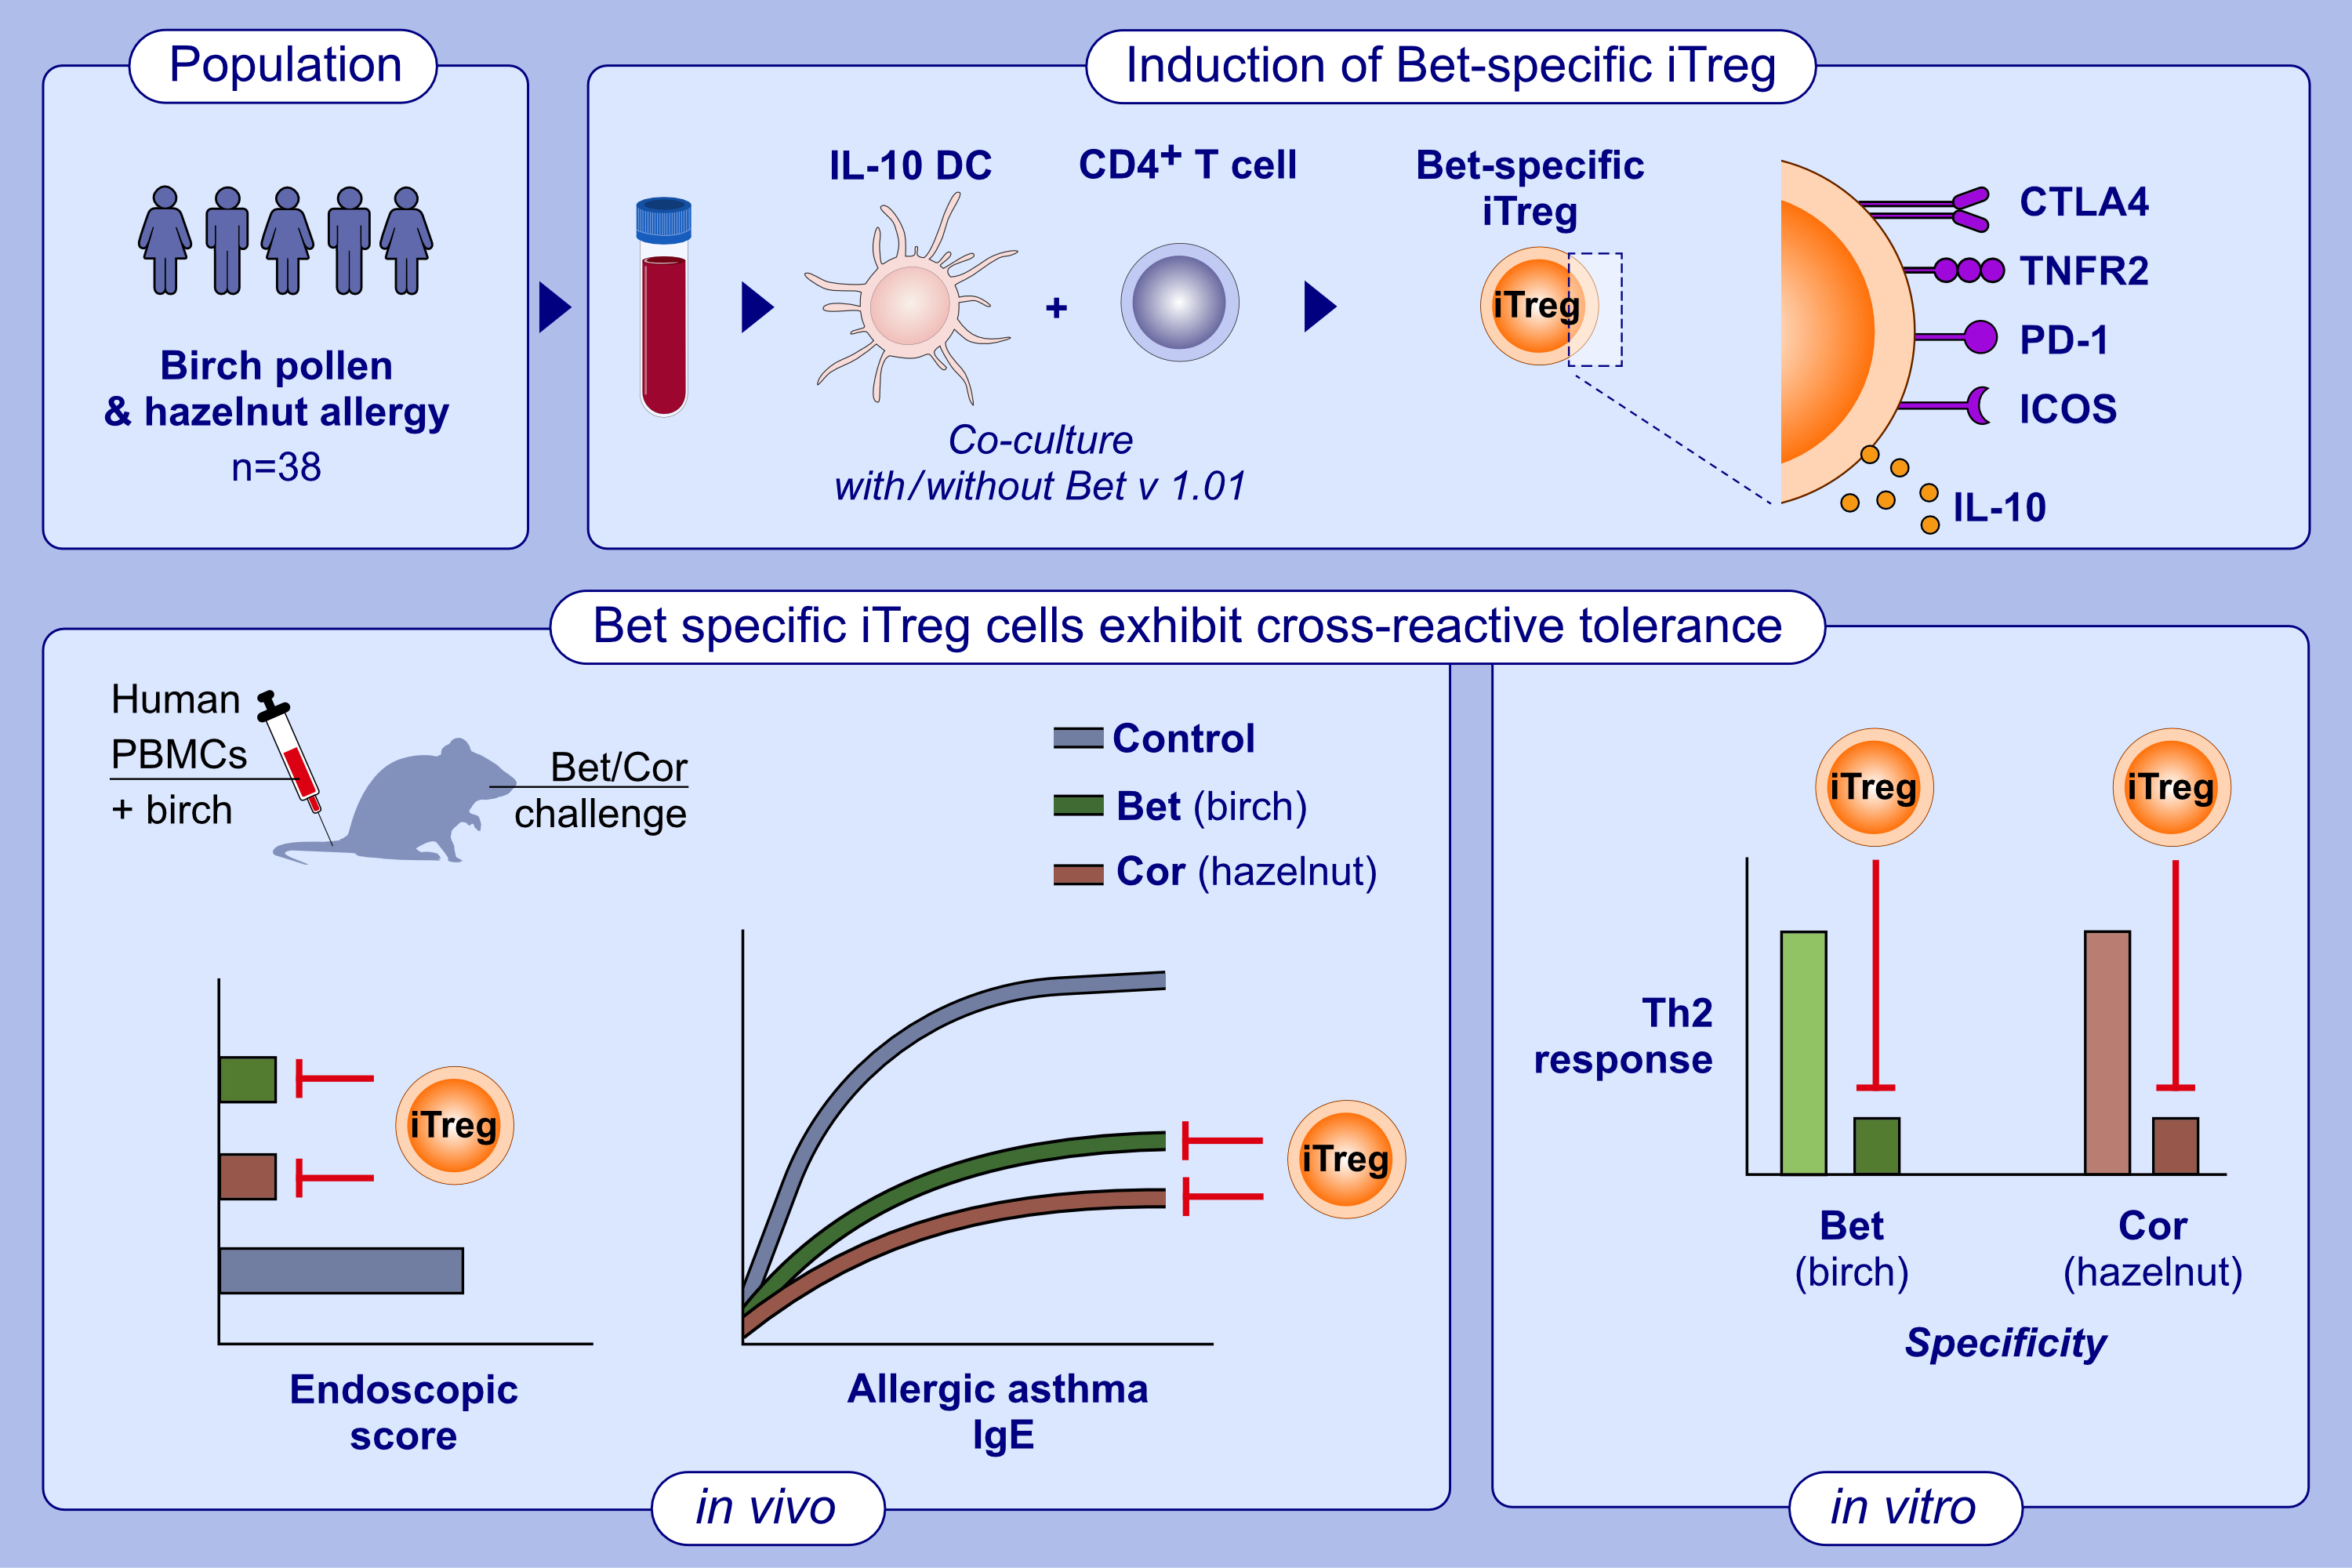 Population
Birch pollen
& hazelnut allergy
n=38
Induction of Bet-specific iTreg
IL-10 DC
+
CD4+ T cell
Co-culture
with/without Bet v 1.01
Bet-specific
iTreg
iTreg
CTLA4
TNFR2
PD-1
ICOS
IL-10
Bet specific iTreg cells exhibit cross-reactive tolerance
Human
PBMCs
+ birch
Bet/Cor
challenge
Control
Bet (birch)
Cor (hazelnut)
iTreg
Endoscopic
score
iTreg
Allergic asthma
IgE
in vivo
iTreg
iTreg
Th2
response
Bet
(birch)
Cor
(hazelnut)
Specificity
in vitro